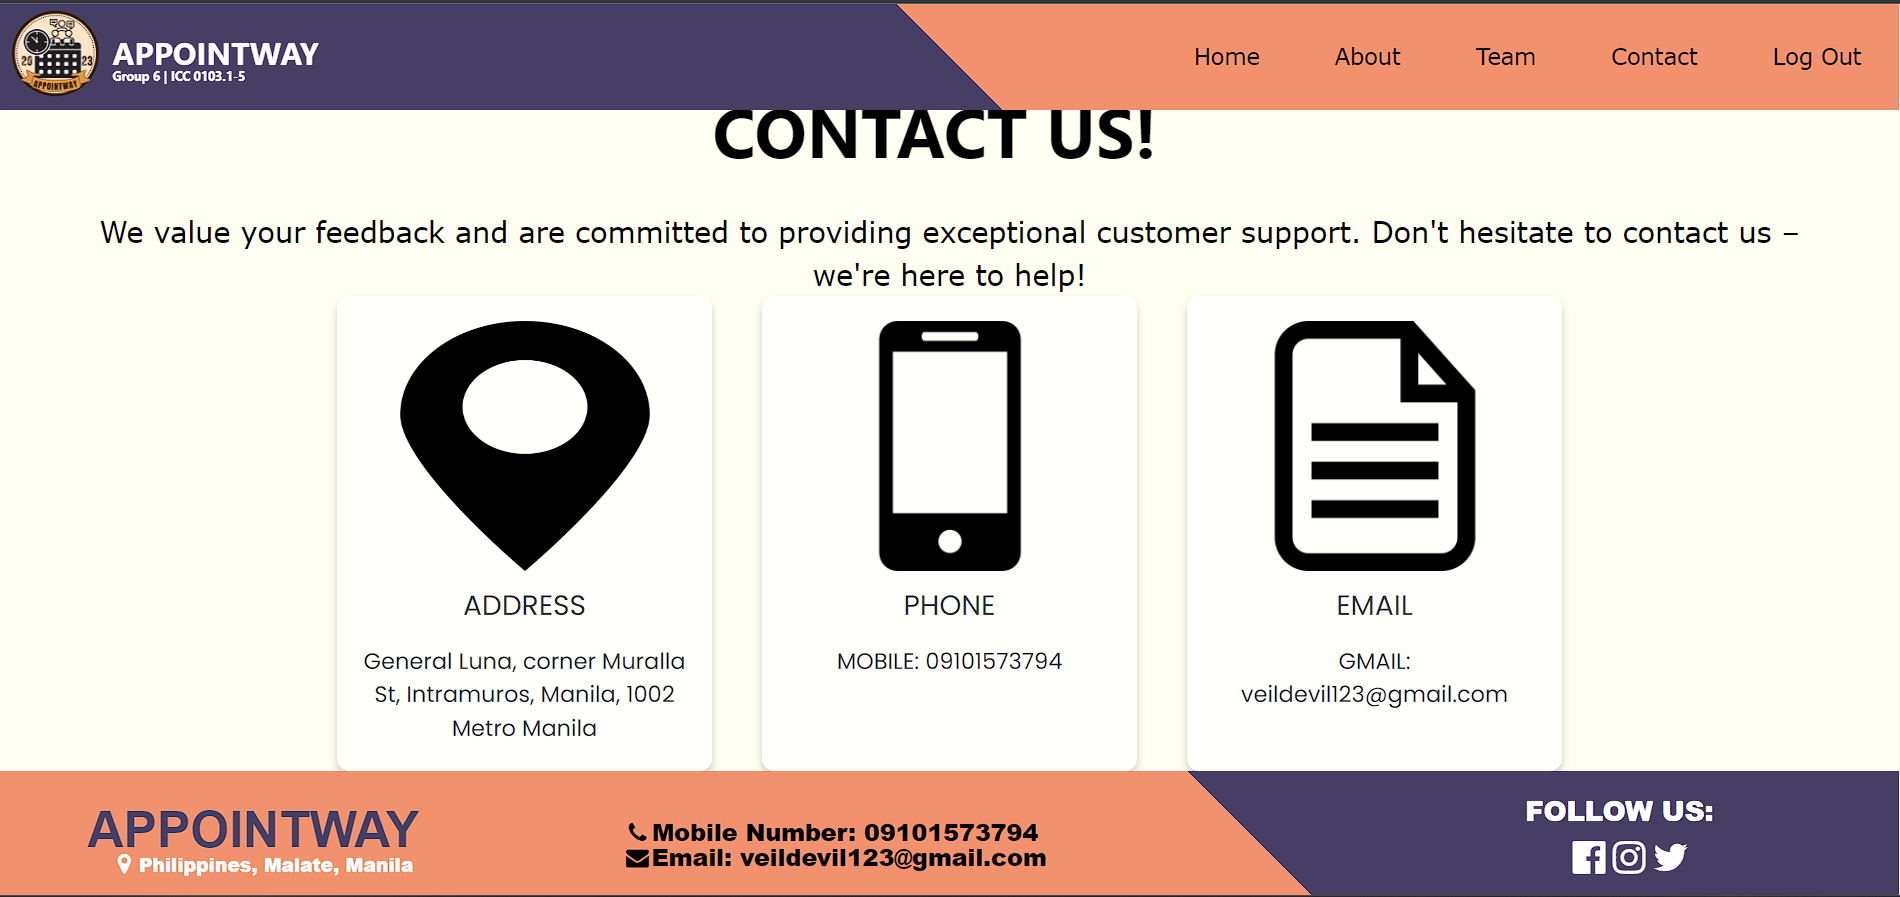 20 23
APPOINTWAY
APPOINTWAY
Group 6 | ICC 0103.1-5
Home
About
Team
Contact
Log Out
CONTACT US!
We value your feedback and are committed to providing exceptional customer support. Don't hesitate to contact us –
we're here to help!
ADDRESS
General Luna, corner Muralla
St, Intramuros, Manila, 1002
Metro Manila
PHONE
MOBILE: 09101573794
EMAIL
GMAIL:
veildevil123@gmail.com
APPOINTWAY
Philippines, Malate, Manila
Mobile Number: 09101573794
Email: veildevil123@gmail.com
FOLLOW US: